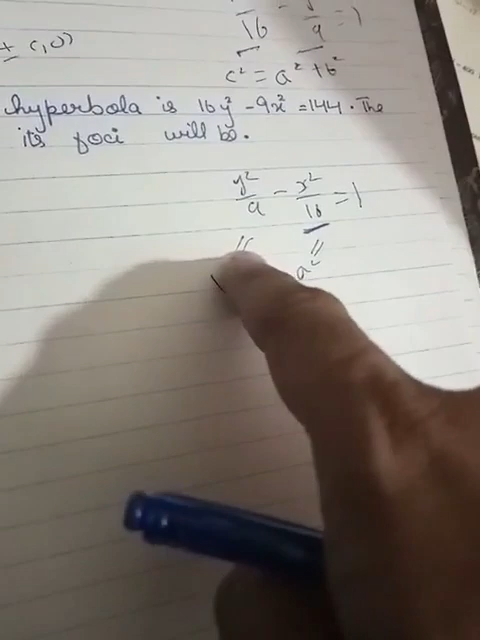 16 9 = 1
± c,0)
c² = a² + b²
hyperbola is 16y² - 9x² = 144. The
its foci will be.
y²/9 - x²/16 = 1
a²